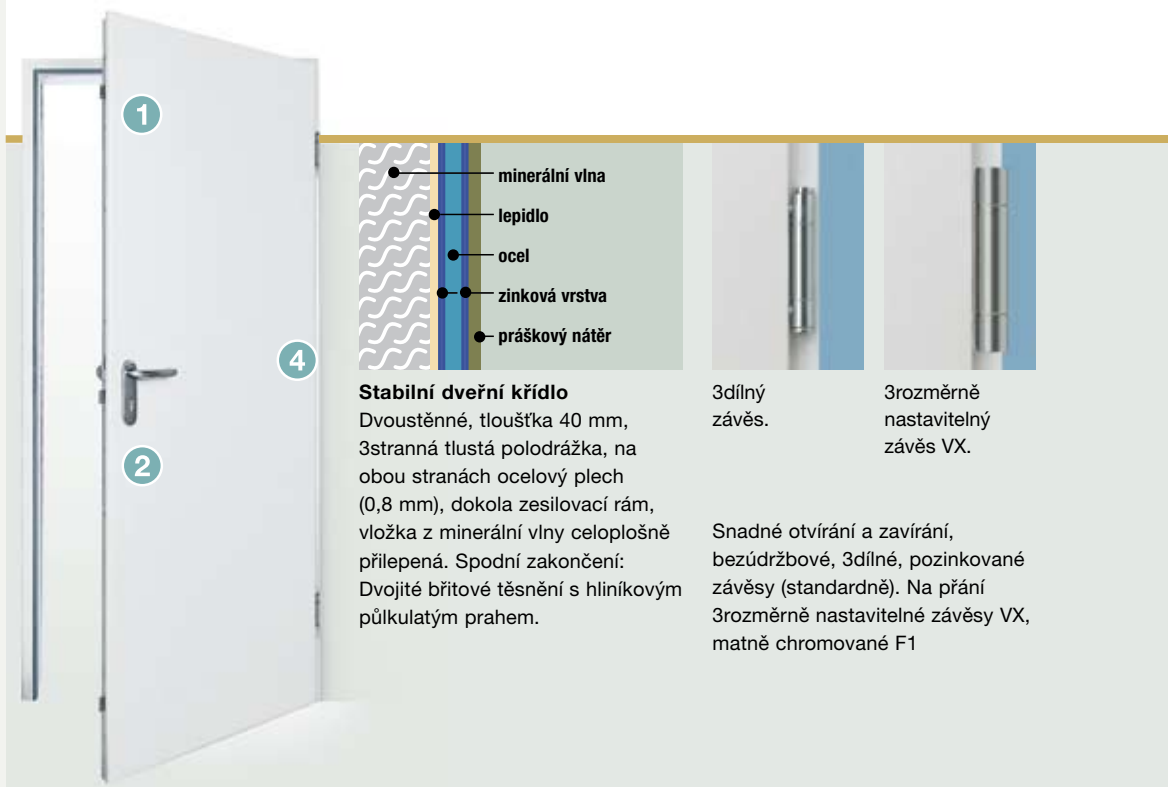 1
4
2
minerální vlna
lepidlo
ocel
zinková vrstva
práškový nátěr
Stabilní dveřní křídlo
Dvoustěnné, tloušťka 40 mm,
3stranná tlustá polodrážka, na
obou stranách ocelový plech
(0,8 mm), dokola zesilovací rám,
vložka z minerální vlny celoplošně
přilepená. Spodní zakončení:
Dvojité břitové těsnění s hliníkovým
půlkulatým prahem.
3dílný
závěs.
3rozměrně
nastavitelný
závěs VX.
Snadné otvírání a zavírání,
bezúdržbové, 3dílné, pozinkované
závěsy (standardně). Na přání
3rozměrně nastavitelné závěsy VX,
matně chromované F1